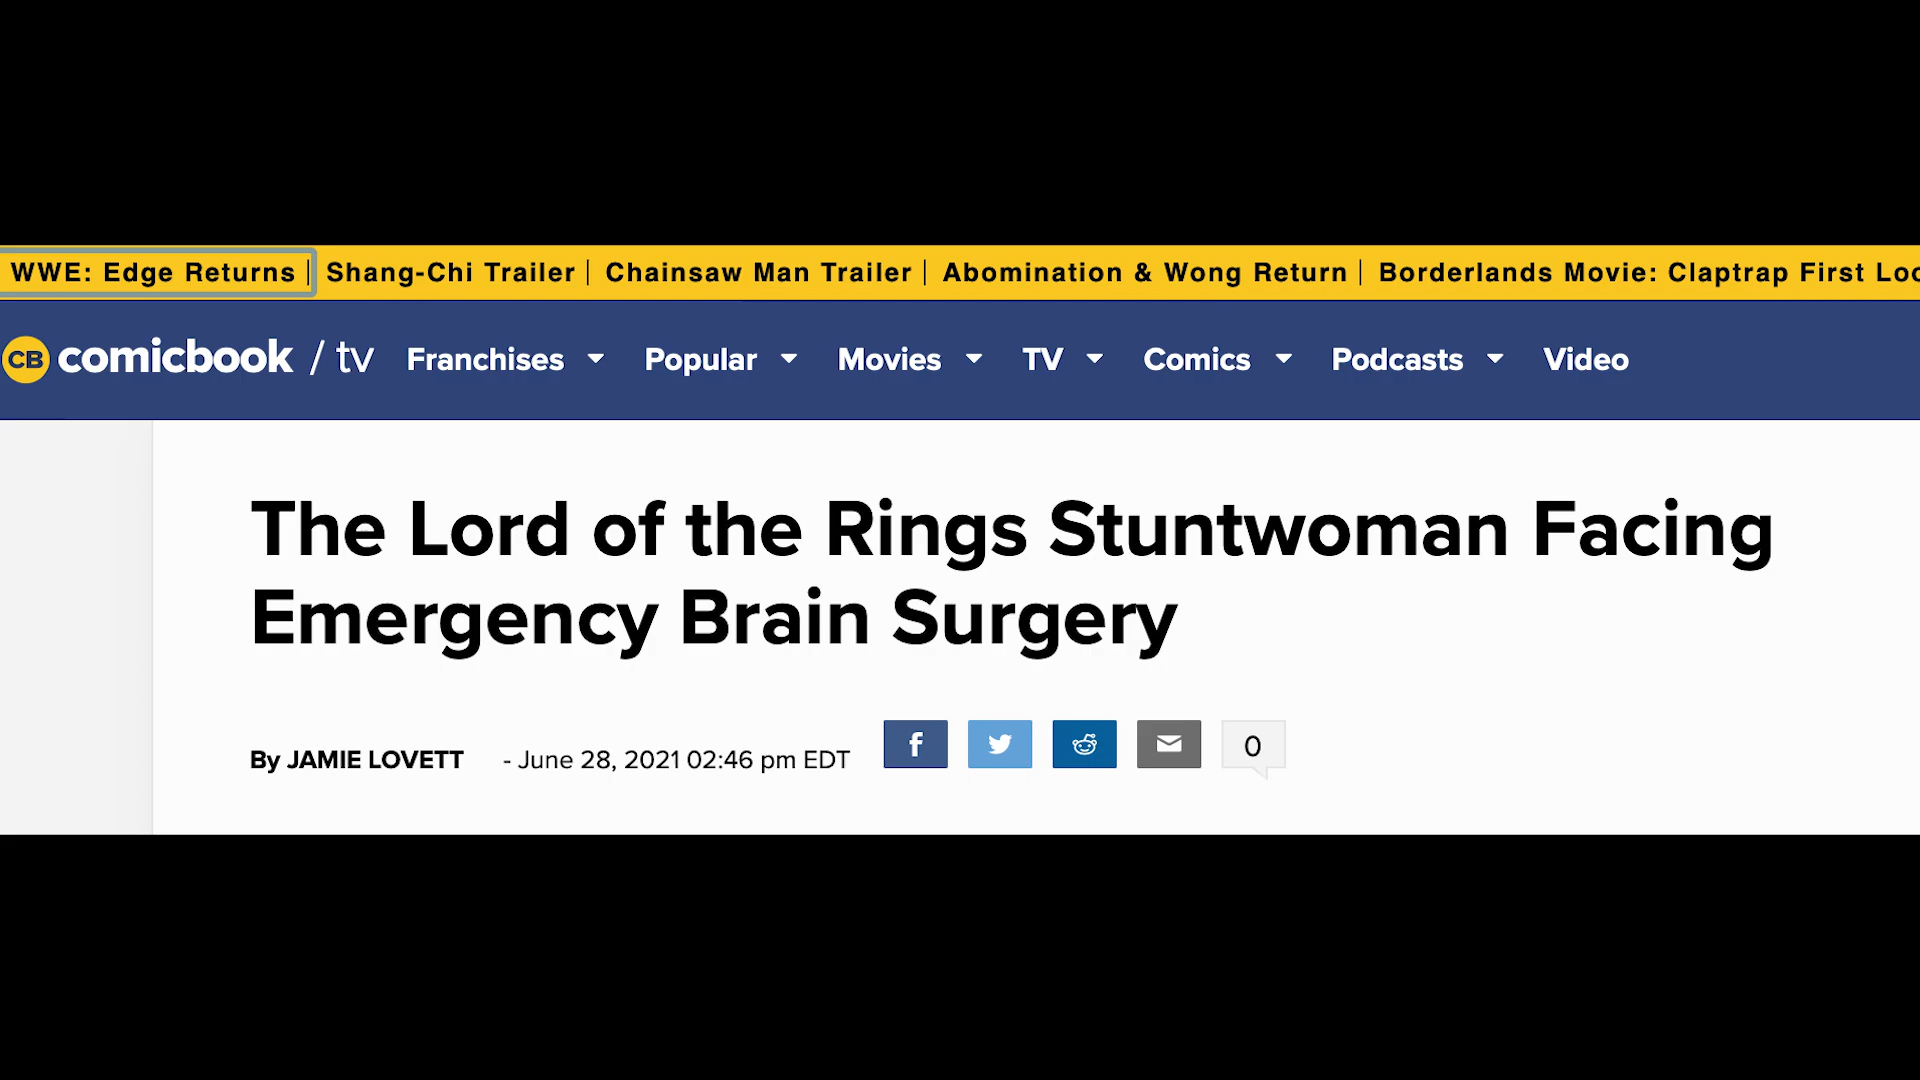 WWE: Edge Returns | Shang-Chi Trailer | Chainsaw Man Trailer | Abomination & Wong Return | Borderlands Movie: Claptrap First
CB comicbook / tv Franchises Popular Movies TV Comics Podcasts Video
The Lord of the Rings Stuntwoman Facing
Emergency Brain Surgery
By JAMIE LOVETT - June 28, 2021 02:46 pm EDT f 0